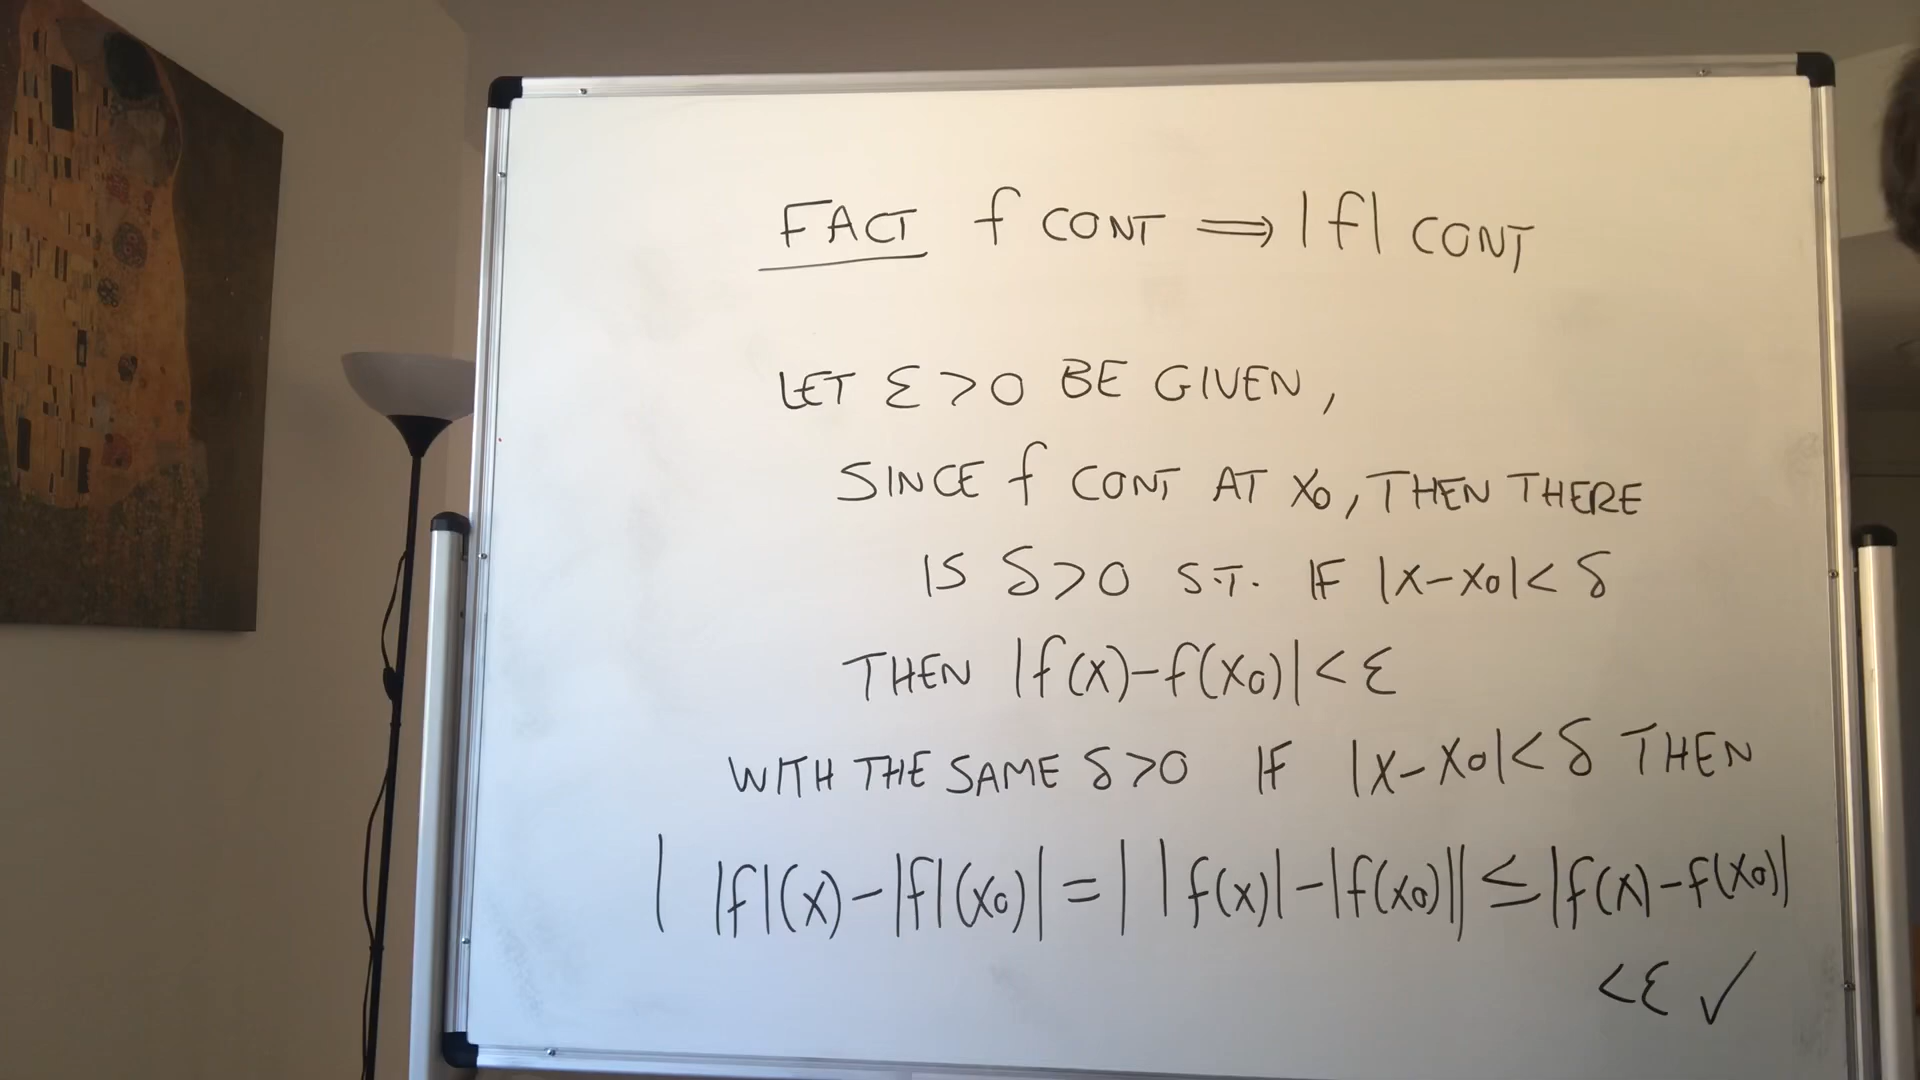 FACT f CONT ⟹ |f| CONT
LET ε>0 BE GIVEN,
SINCE f CONT AT x₀, THEN THERE
IS δ>0 S.T. IF |x-x₀|<δ
THEN |f(x)-f(x₀)|<ε
WITH THE SAME δ>0 IF |x-x₀|<δ THEN
| |f|(x)-|f|(x₀)| = | |f(x)|-|f(x₀)|| ≤ |f(x)-f(x₀)|
<ε ✓